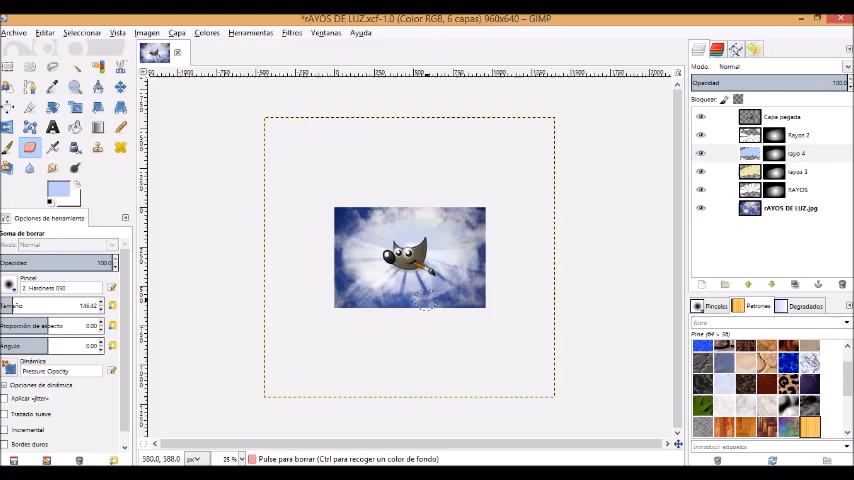 *rAYOS DE LUZ.xcf-1.0 (Color RGB, 6 capas) 960x640 – GIMP
Archivo Editar Seleccionar Vista Imagen Capa Colores Herramientas Filtros Ventanas Ayuda
Modo: Normal
Opacidad 100.0
Bloquear:
Capa pegada
Rayos 2
rayo 4
rayos 3
RAYOS
rAYOS DE LUZ.jpg
Opciones de herramienta
Goma de borrar
Modo: Normal
Opacidad 100.0
Pincel
2. Hardness 050
Tamaño 146.42
Proporción de aspecto 0.00
Ángulo 0.00
Dinámica
Pressure Opacity
Opciones de dinámica
Aplicar «Jitter»
Trazado suave
Incremental
Bordes duros
Pinceles Patrones Degradados
filtro
Pine (64 × 56)
introducir etiquetas
580.0, 588.0 px 25 % Pulse para borrar (Ctrl para recoger un color de fondo)